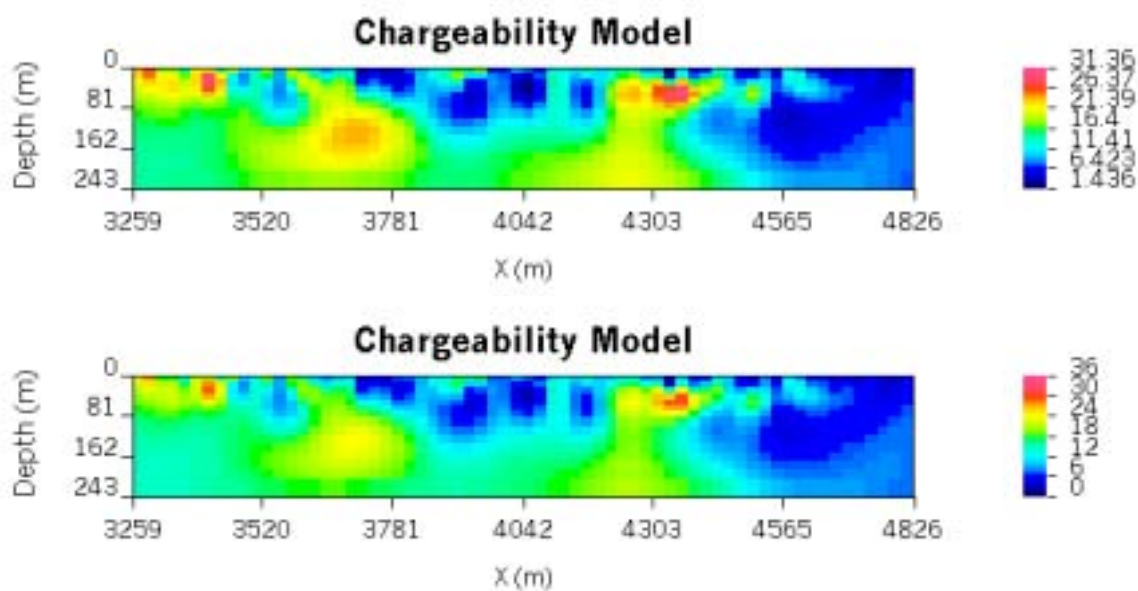 Chargeability Model
Depth (m)
0
81
162
243
3259 3520 3781 4042 4303 4565 4826
X (m)
31.36
26.37
21.39
16.4
11.41
6.423
1.436
Chargeability Model
Depth (m)
0
81
162
243
3259 3520 3781 4042 4303 4565 4826
X (m)
36
30
24
18
12
6
0